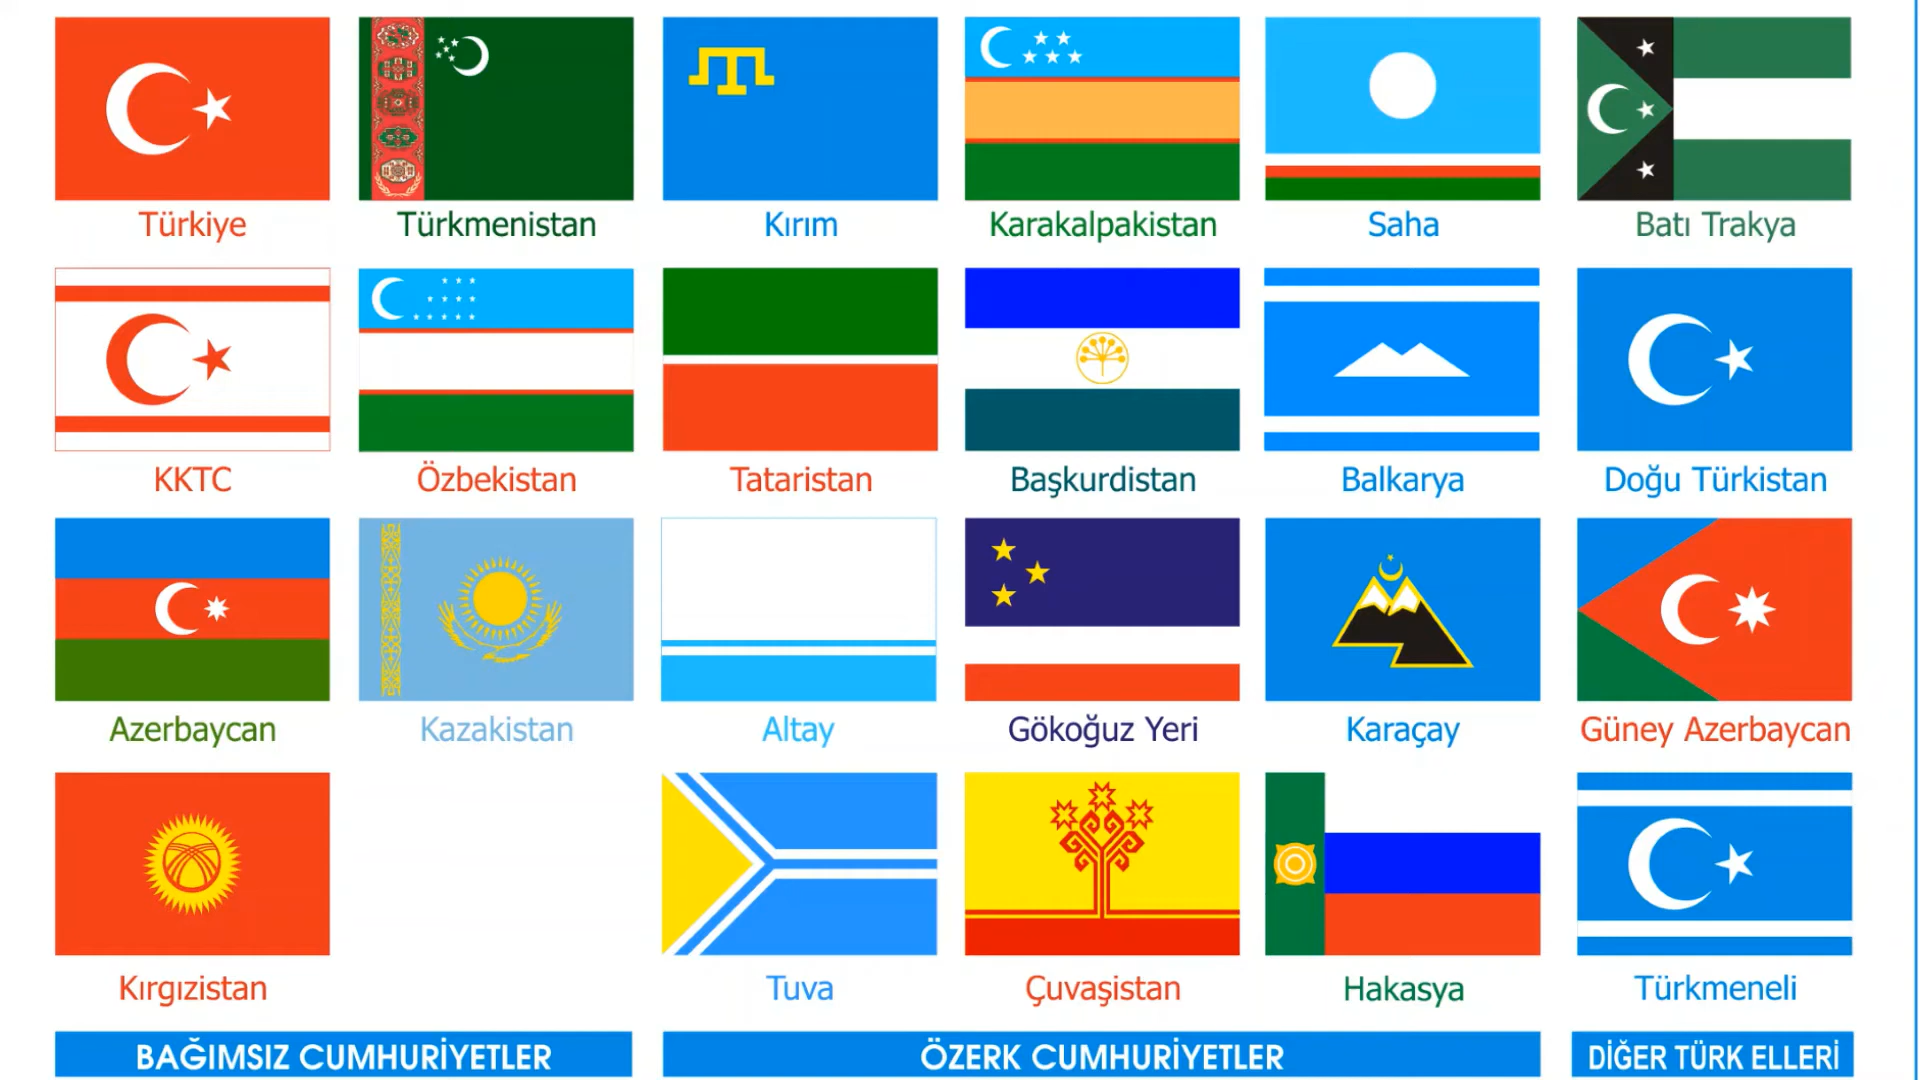 Türkiye
Türkmenistan
Kırım
Karakalpakistan
Saha
Batı Trakya
KKTC
Özbekistan
Tataristan
Başkurdistan
Balkarya
Doğu Türkistan
Azerbaycan
Kazakistan
Altay
Gökoğuz Yeri
Karaçay
Güney Azerbaycan
Kırgızistan
Tuva
Çuvaşistan
Hakasya
Türkmeneli
BAĞIMSIZ CUMHURİYETLER
ÖZERK CUMHURİYETLER
DİĞER TÜRK ELLERİ